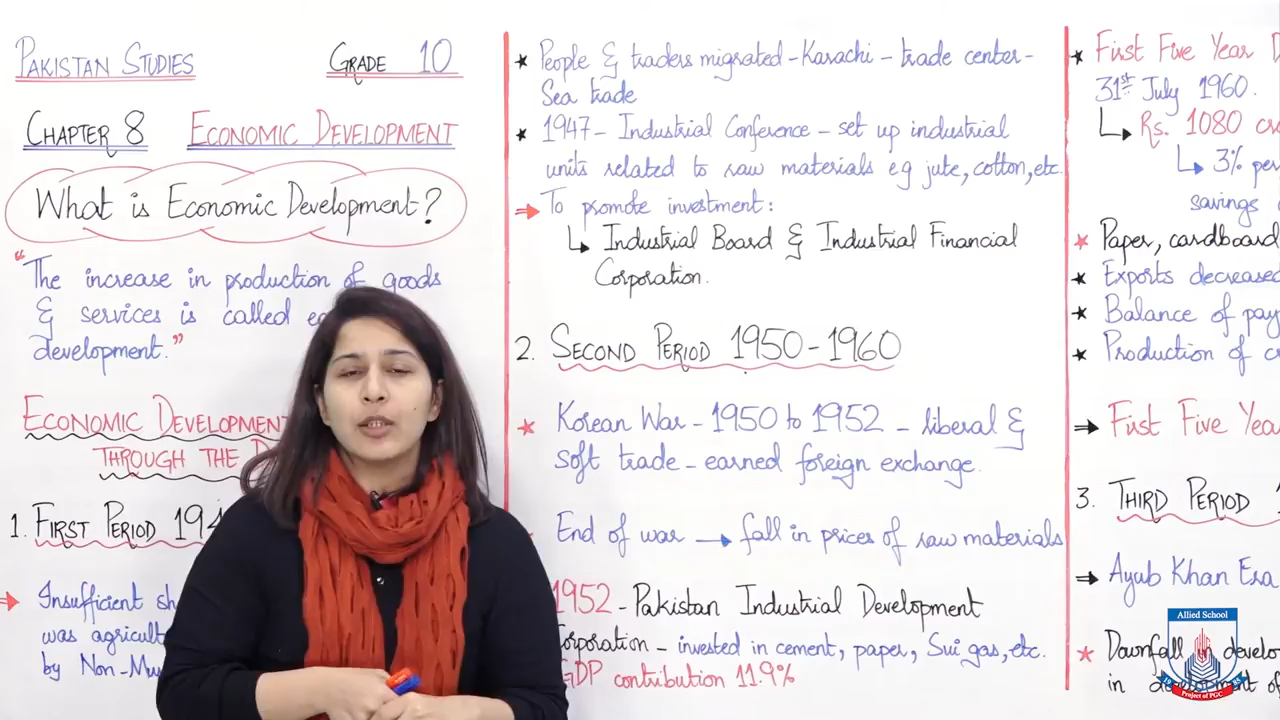 PAKISTAN STUDIES GRADE 10
CHAPTER 8 ECONOMIC DEVELOPMENT
What is Economic Development?
"The increase in production of goods
& services is called
development."
ECONOMIC DEVELOPMENT
THROUGH THE
1. FIRST PERIOD
Insufficient
was
by Non-
★ People & traders migrated - Karachi - trade center -
Sea trade
★ 1947 - Industrial Conference - set up industrial
units related to raw materials eg jute, cotton, etc.
⇒ To promote investment:
↳ Industrial Board & Industrial Financial
Corporation.
2. SECOND PERIOD 1950-1960
★ Korean War - 1950 to 1952 - liberal &
soft trade - earned foreign exchange.
End of war → fall in prices of raw materials
1952 - Pakistan Industrial Development
Corporation - invested in cement, paper, Sui gas, etc.
GDP contribution 11.9%
★ First Five Year
31st July 1960.
↳ Rs. 1080
↳ 3%
savings
★ Paper, cardboard
★ Exports decreased
★ Balance of
★ Production of
⇒ First Five Year
3. THIRD PERIOD
⇒ Ayub Khan Era
★ Downfall in
in
Allied School
19 85
Project of PGC